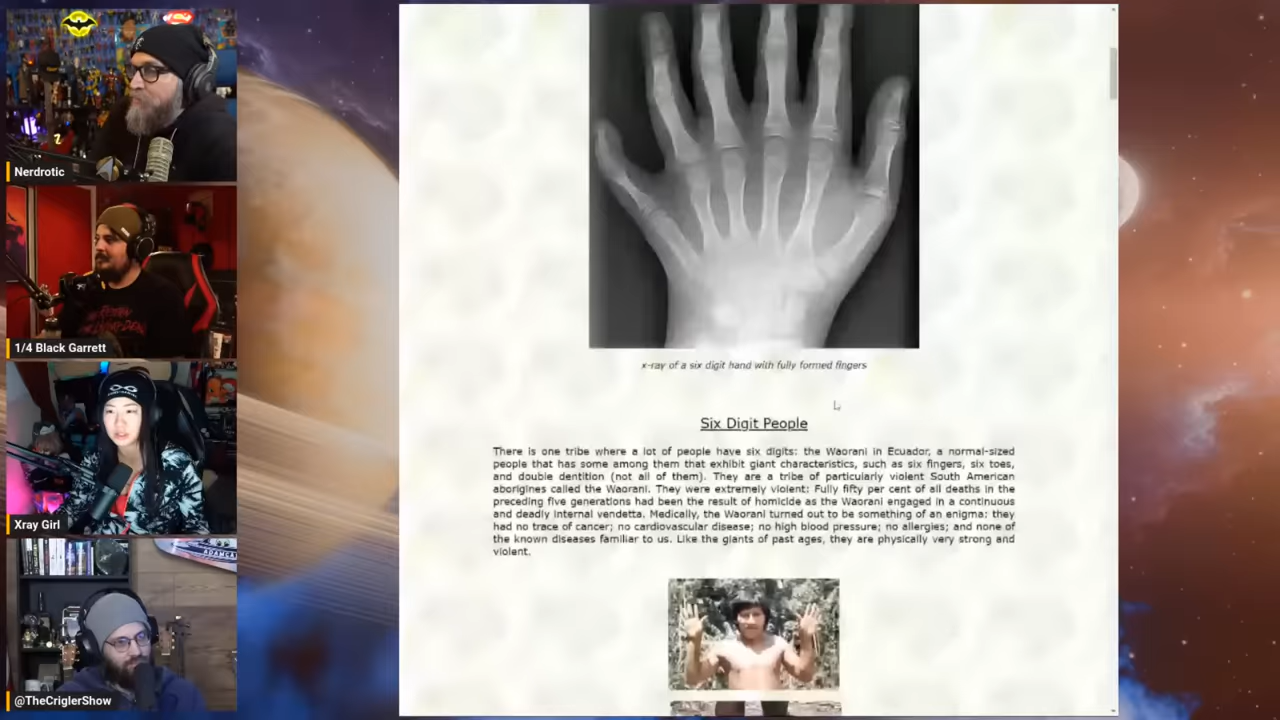 Nerdrotic
1/4 Black Garrett
Xray Girl
@TheCriglerShow
x-ray of a six digit hand with fully formed fingers
Six Digit People
There is one tribe where a lot of people have six digits: the Waorani in Ecuador, a normal-sized
people that has some among them that exhibit giant characteristics, such as six fingers, six toes,
and double dentition (not all of them). They are a tribe of particularly violent South American
aborigines called the Waorani. They were extremely violent: Fully fifty per cent of all deaths in the
preceding five generations had been the result of homicide as the Waorani engaged in a continuous
and deadly internal vendetta. Medically, the Waorani turned out to be something of an enigma: they
had no trace of cancer; no cardiovascular disease; no high blood pressure; no allergies; and none of
the known diseases familiar to us. Like the giants of past ages, they are physically very strong and
violent.